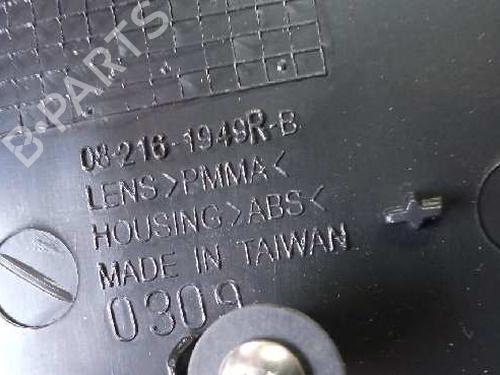 B-PARTS
08-216-1949R-B
LENS>PMMA<
HOUSING>ABS<
MADE IN TAIWAN
0309